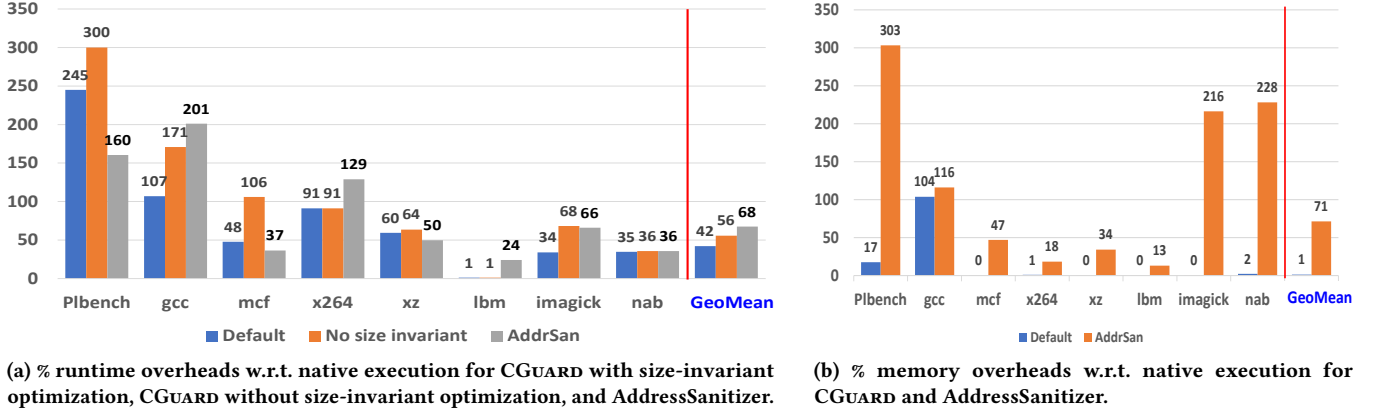 350
300
250
200
150
100
50
0
245 300 160
107 171 201
48 106 37
91 91 129
60 64 50
1 1 24
34 68 66
35 36 36
42 56 68
Plbench gcc mcf x264 xz lbm imagick nab GeoMean
Default No size invariant AddrSan
(a) % runtime overheads w.r.t. native execution for CGUARD with size-invariant
optimization, CGUARD without size-invariant optimization, and AddressSanitizer.
350
300
250
200
150
100
50
0
17 303
104 116
0 47
1 18
0 34
0 13
0 216
2 228
1 71
Plbench gcc mcf x264 xz lbm imagick nab GeoMean
Default AddrSan
(b) % memory overheads w.r.t. native execution for
CGUARD and AddressSanitizer.